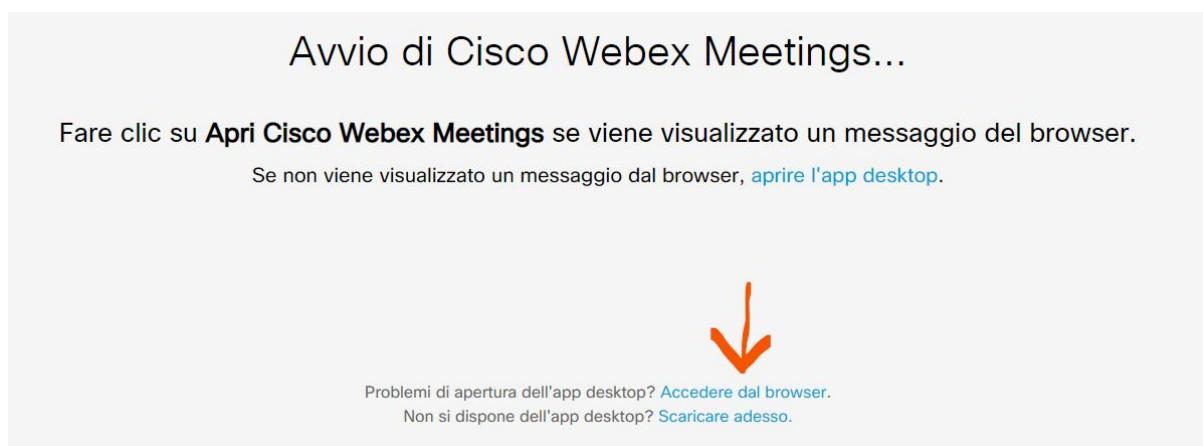 Avvio di Cisco Webex Meetings...
Fare clic su Apri Cisco Webex Meetings se viene visualizzato un messaggio del browser.
Se non viene visualizzato un messaggio dal browser, aprire l'app desktop.
Problemi di apertura dell'app desktop? Accedere dal browser.
Non si dispone dell'app desktop? Scaricare adesso.